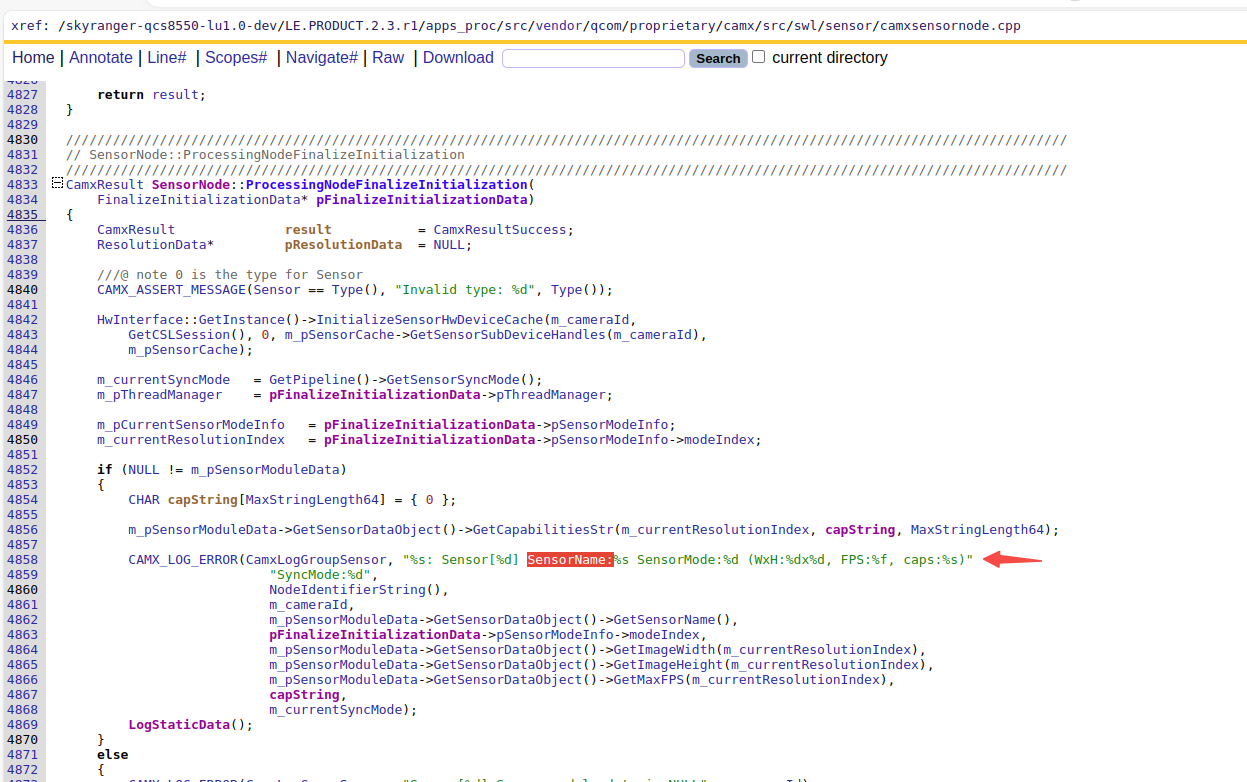 xref: /skyranger-qcs8550-lu1.0-dev/LE.PRODUCT.2.3.r1/apps_proc/src/vendor/qcom/proprietary/camx/src/swl/sensor/camxsensornode.cpp
Home | Annotate | Line# | Scopes# | Navigate# | Raw | Download Search current directory
4826
4827 return result;
4828 }
4829
4830 ////////////////////////////////////////////////////////////////////////////////////////////////////////////////////////////////
4831 // SensorNode::ProcessingNodeFinalizeInitialization
4832 ////////////////////////////////////////////////////////////////////////////////////////////////////////////////////////////////
4833 CamxResult SensorNode::ProcessingNodeFinalizeInitialization(
4834 FinalizeInitializationData* pFinalizeInitializationData)
4835 {
4836 CamxResult result = CamxResultSuccess;
4837 ResolutionData* pResolutionData = NULL;
4838
4839 ///@ note 0 is the type for Sensor
4840 CAMX_ASSERT_MESSAGE(Sensor == Type(), "Invalid type: %d", Type());
4841
4842 HwInterface::GetInstance()->InitializeSensorHwDeviceCache(m_cameraId,
4843 GetCSLSession(), 0, m_pSensorCache->GetSensorSubDeviceHandles(m_cameraId),
4844 m_pSensorCache);
4845
4846 m_currentSyncMode = GetPipeline()->GetSensorSyncMode();
4847 m_pThreadManager = pFinalizeInitializationData->pThreadManager;
4848
4849 m_pCurrentSensorModeInfo = pFinalizeInitializationData->pSensorModeInfo;
4850 m_currentResolutionIndex = pFinalizeInitializationData->pSensorModeInfo->modeIndex;
4851
4852 if (NULL != m_pSensorModuleData)
4853 {
4854 CHAR capString[MaxStringLength64] = { 0 };
4855
4856 m_pSensorModuleData->GetSensorDataObject()->GetCapabilitiesStr(m_currentResolutionIndex, capString, MaxStringLength64);
4857
4858 CAMX_LOG_ERROR(CamxLogGroupSensor, "%s: Sensor[%d] SensorName:%s SensorMode:%d (WxH:%dx%d, FPS:%f, caps:%s)"
4859 "SyncMode:%d",
4860 NodeIdentifierString(),
4861 m_cameraId,
4862 m_pSensorModuleData->GetSensorDataObject()->GetSensorName(),
4863 pFinalizeInitializationData->pSensorModeInfo->modeIndex,
4864 m_pSensorModuleData->GetSensorDataObject()->GetImageWidth(m_currentResolutionIndex),
4865 m_pSensorModuleData->GetSensorDataObject()->GetImageHeight(m_currentResolutionIndex),
4866 m_pSensorModuleData->GetSensorDataObject()->GetMaxFPS(m_currentResolutionIndex),
4867 capString,
4868 m_currentSyncMode);
4869 LogStaticData();
4870 }
4871 else
4872 {